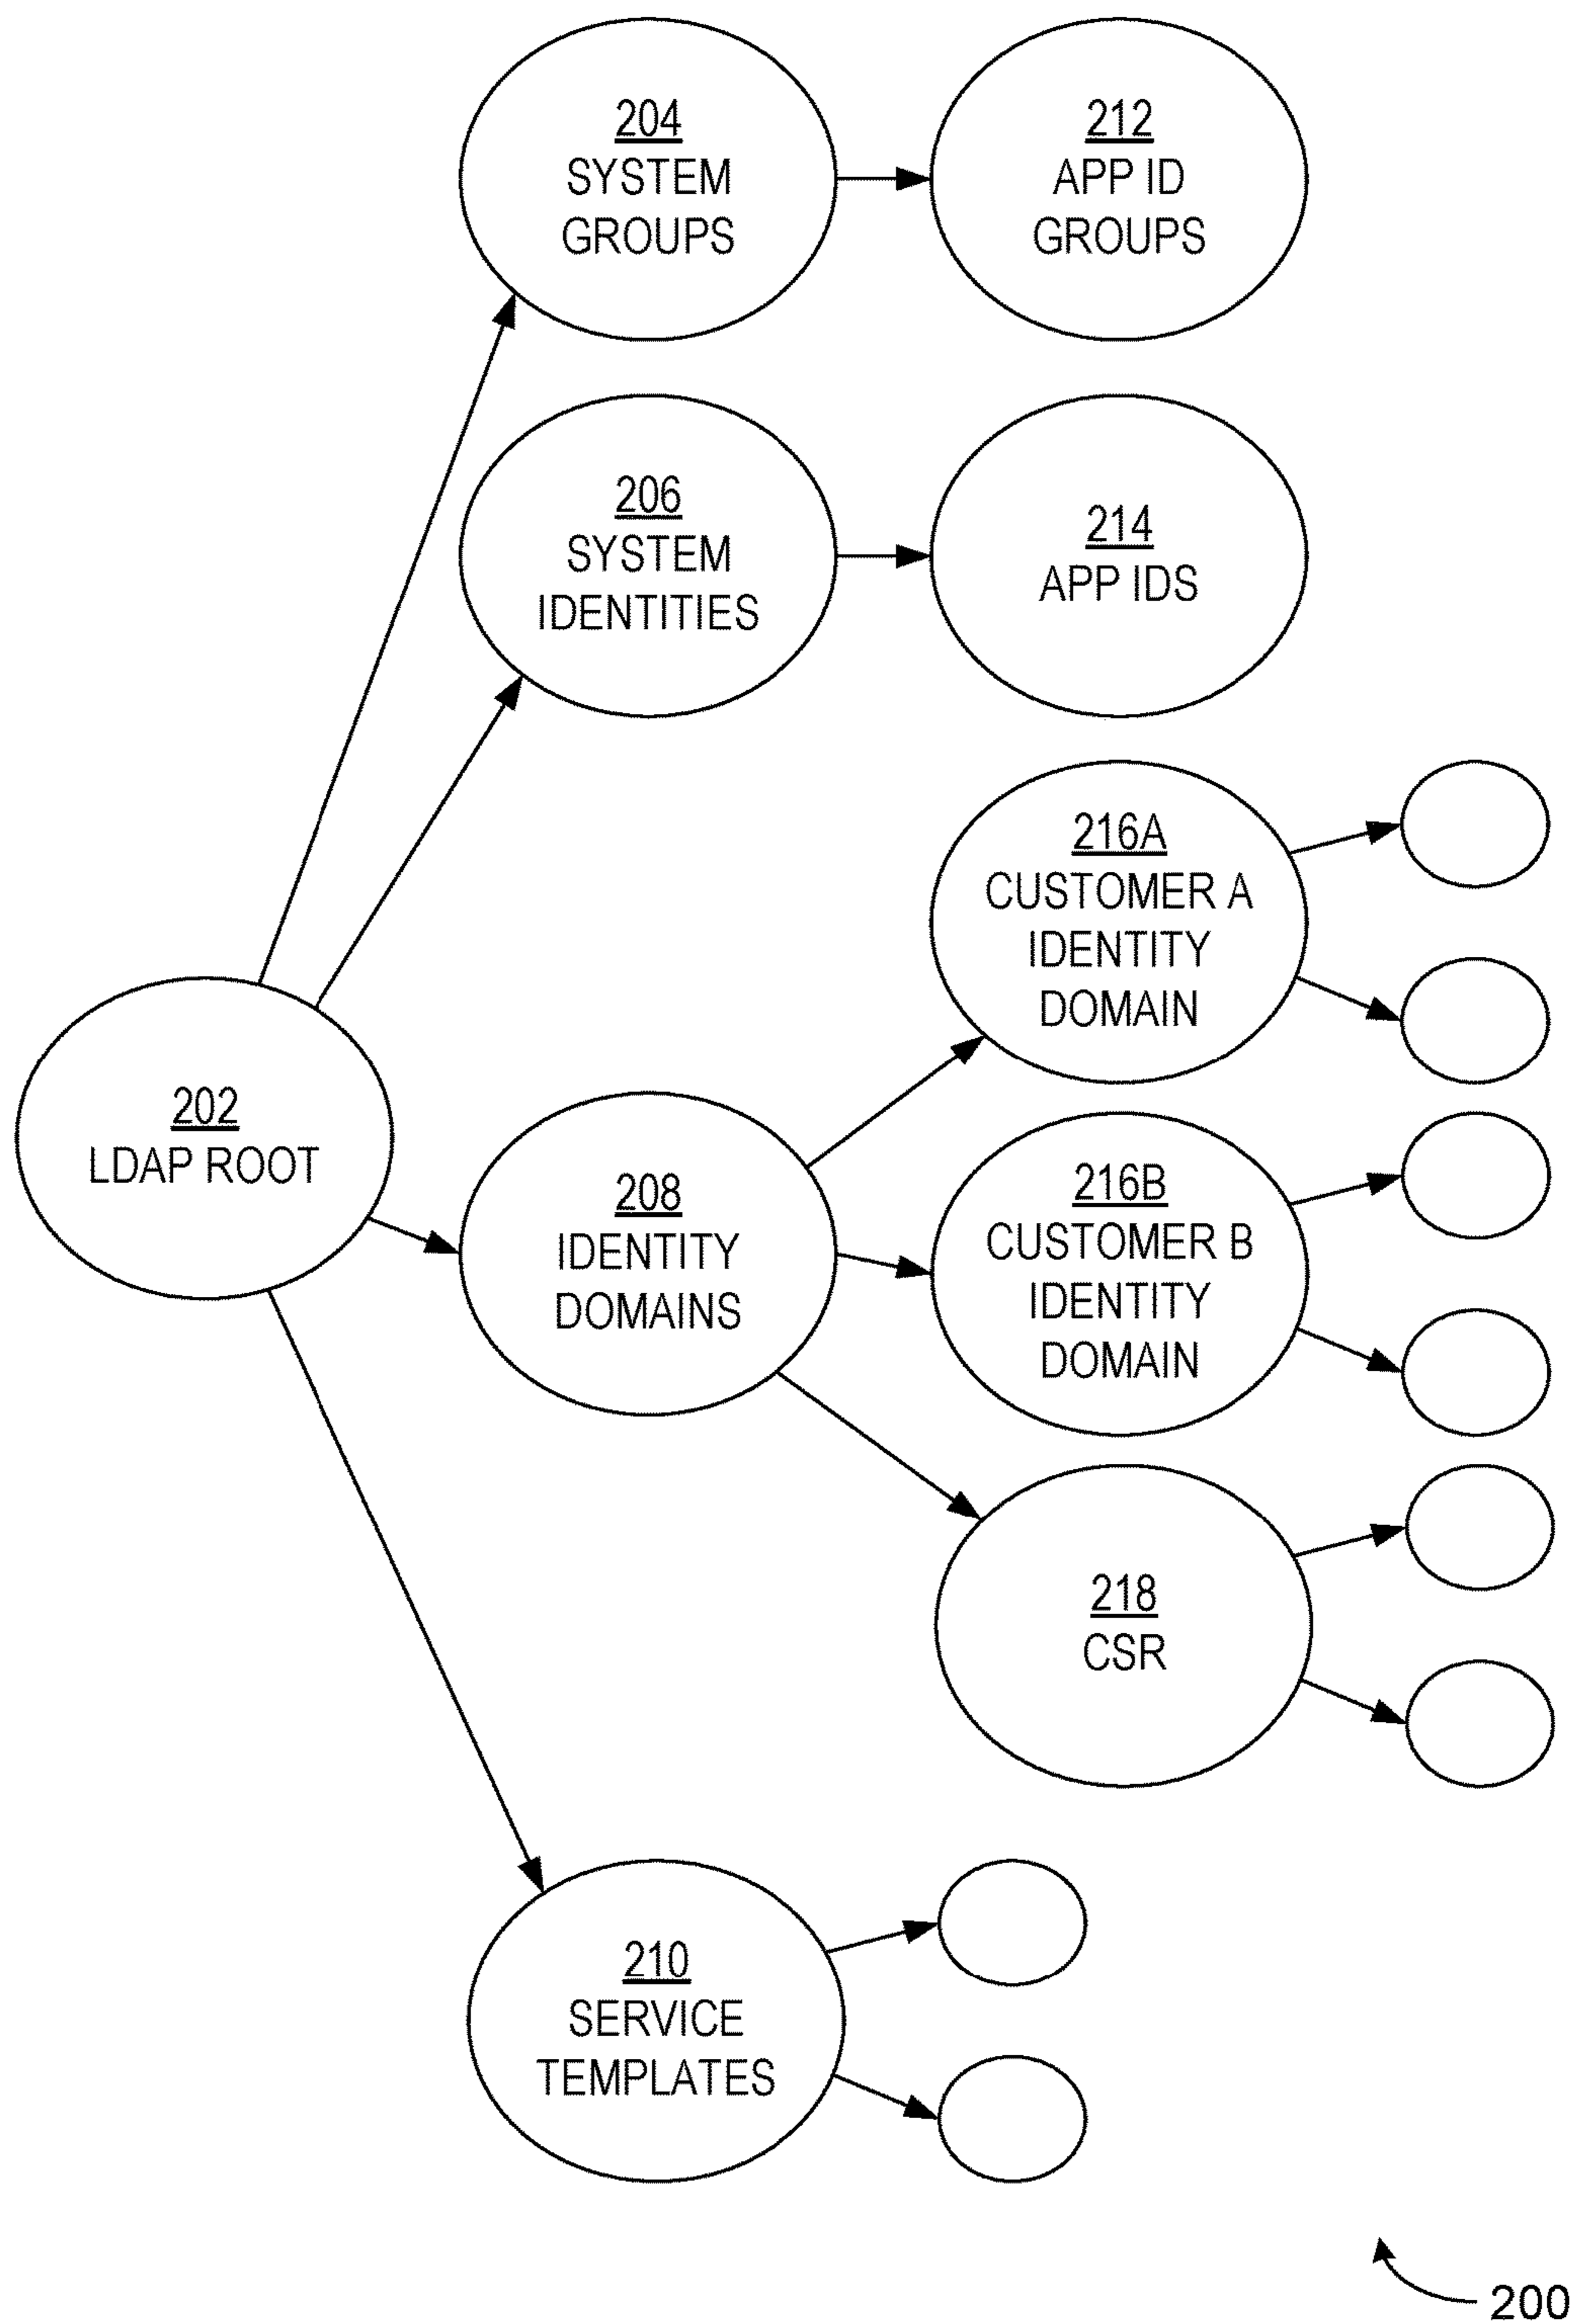 204
SYSTEM
GROUPS
212
APP ID
GROUPS
206
SYSTEM
IDENTITIES
214
APP IDS
216A
CUSTOMER A
IDENTITY
DOMAIN
202
LDAP ROOT
208
IDENTITY
DOMAINS
216B
CUSTOMER B
IDENTITY
DOMAIN
218
CSR
210
SERVICE
TEMPLATES
200